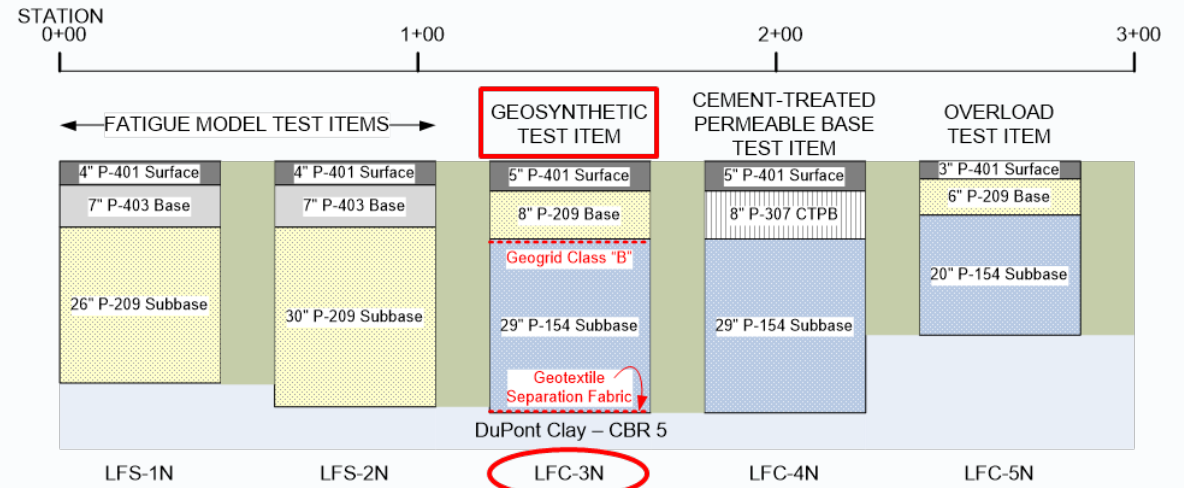 STATION
0+00
1+00
2+00
3+00
FATIGUE MODEL TEST ITEMS
GEOSYNTHETIC
TEST ITEM
CEMENT-TREATED
PERMEABLE BASE
TEST ITEM
OVERLOAD
TEST ITEM
4" P-401 Surface
7" P-403 Base
26" P-209 Subbase
4" P-401 Surface
7" P-403 Base
30" P-209 Subbase
5" P-401 Surface
8" P-209 Base
Geogrid Class "B"
29" P-154 Subbase
Geotextile
Separation Fabric
5" P-401 Surface
8" P-307 CTPB
29" P-154 Subbase
3" P-401 Surface
6" P-209 Base
20" P-154 Subbase
DuPont Clay – CBR 5
LFS-1N
LFS-2N
LFC-3N
LFC-4N
LFC-5N